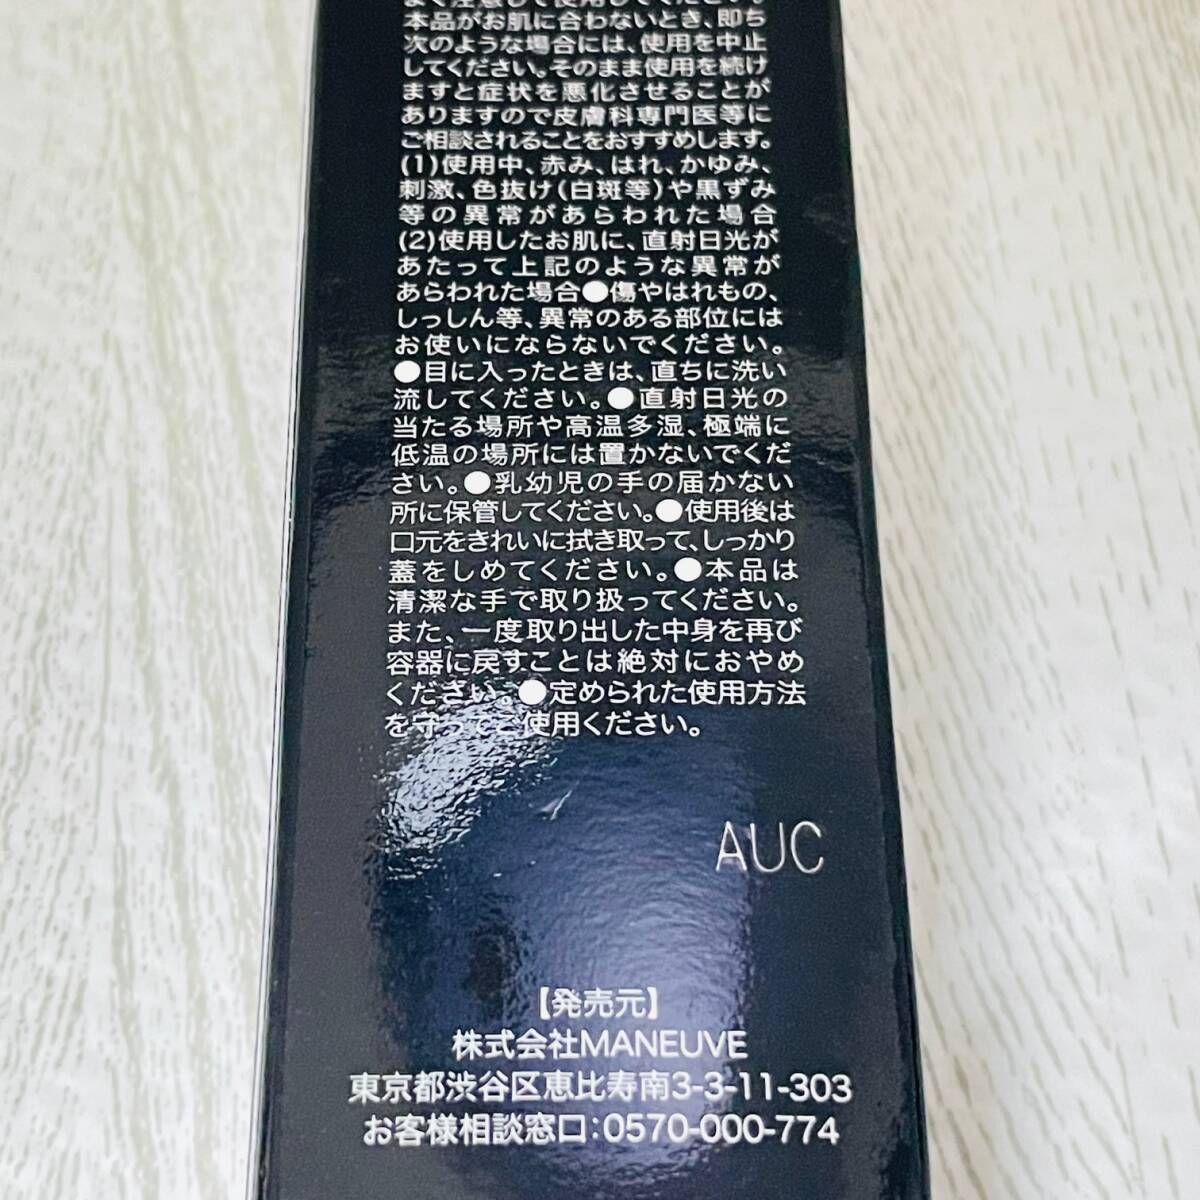 よく注意して使用してください。
本品がお肌に合わないとき、即ち
次のような場合には、使用を中止
してください。そのまま使用を続け
ますと症状を悪化させることが
ありますので皮膚科専門医等に
ご相談されることをおすすめします。
(1)使用中、赤み、はれ、かゆみ、
刺激、色抜け(白斑等)や黒ずみ
等の異常があらわれた場合
(2)使用したお肌に、直射日光が
あたって上記のような異常が
あらわれた場合●傷やはれもの、
しっしん等、異常のある部位には
お使いにならないでください。
●目に入ったときは、直ちに洗い
流してください。●直射日光の
当たる場所や高温多湿、極端に
低温の場所には置かないでくだ
さい。●乳幼児の手の届かない
所に保管してください。●使用後は
口元をきれいに拭き取って、しっかり
蓋をしめてください。●本品は
清潔な手で取り扱ってください。
また、一度取り出した中身を再び
容器に戻すことは絶対におやめ
ください。●定められた使用方法
を守ってご使用ください。
AUC
【発売元】
株式会社MANEUVE
東京都渋谷区恵比寿南3-3-11-303
お客様相談窓口:0570-000-774